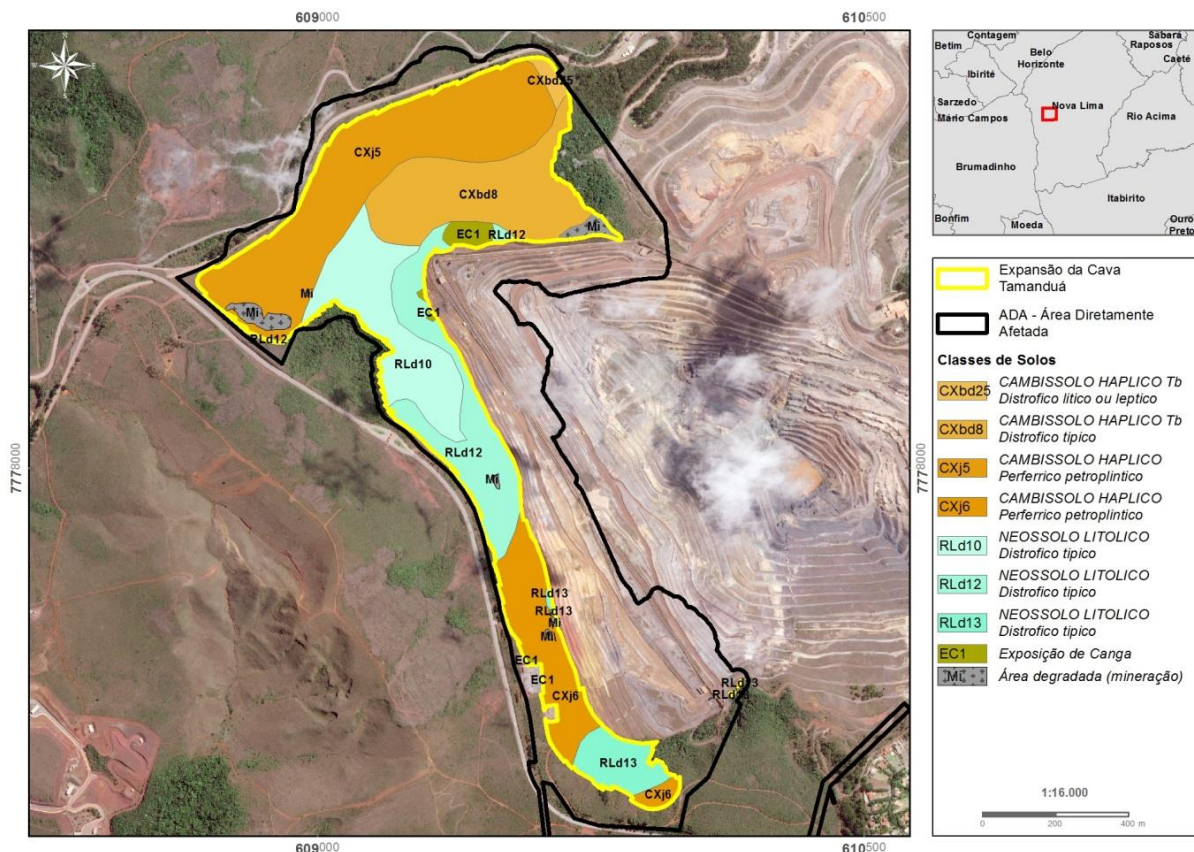 609000
610500
CXbd25
CXj5
CXbd8
EC1
RLd12
Mi
Mi
EC1
Mi
RLd12
RLd10
RLd12
Mi
RLd13
RLd13
Mi
Mi
EC1
EC1
CXj6
RLd13
CXj6
RLd13
7778000
7778000
609000
610500
Contagem
Sabará
Betim
Belo
Horizonte
Raposos
Caeté
Ibirité
Sarzedo
Nova Lima
Mário Campos
Rio Acima
Brumadinho
Itabirito
Bonfim
Moeda
Ouro
Preto
Expansão da Cava
Tamanduá
ADA - Área Diretamente
Afetada
Classes de Solos
CXbd25 CAMBISSOLO HAPLICO Tb
Distrofico litico ou leptico
CXbd8 CAMBISSOLO HAPLICO Tb
Distrofico tipico
CXj5 CAMBISSOLO HAPLICO
Perferrico petroplintico
CXj6 CAMBISSOLO HAPLICO
Perferrico petroplintico
RLd10 NEOSSOLO LITOLICO
Distrofico tipico
RLd12 NEOSSOLO LITOLICO
Distrofico tipico
RLd13 NEOSSOLO LITOLICO
Distrofico tipico
EC1 Exposição de Canga
Mi Área degradada (mineração)
1:16.000
0 200 400 m